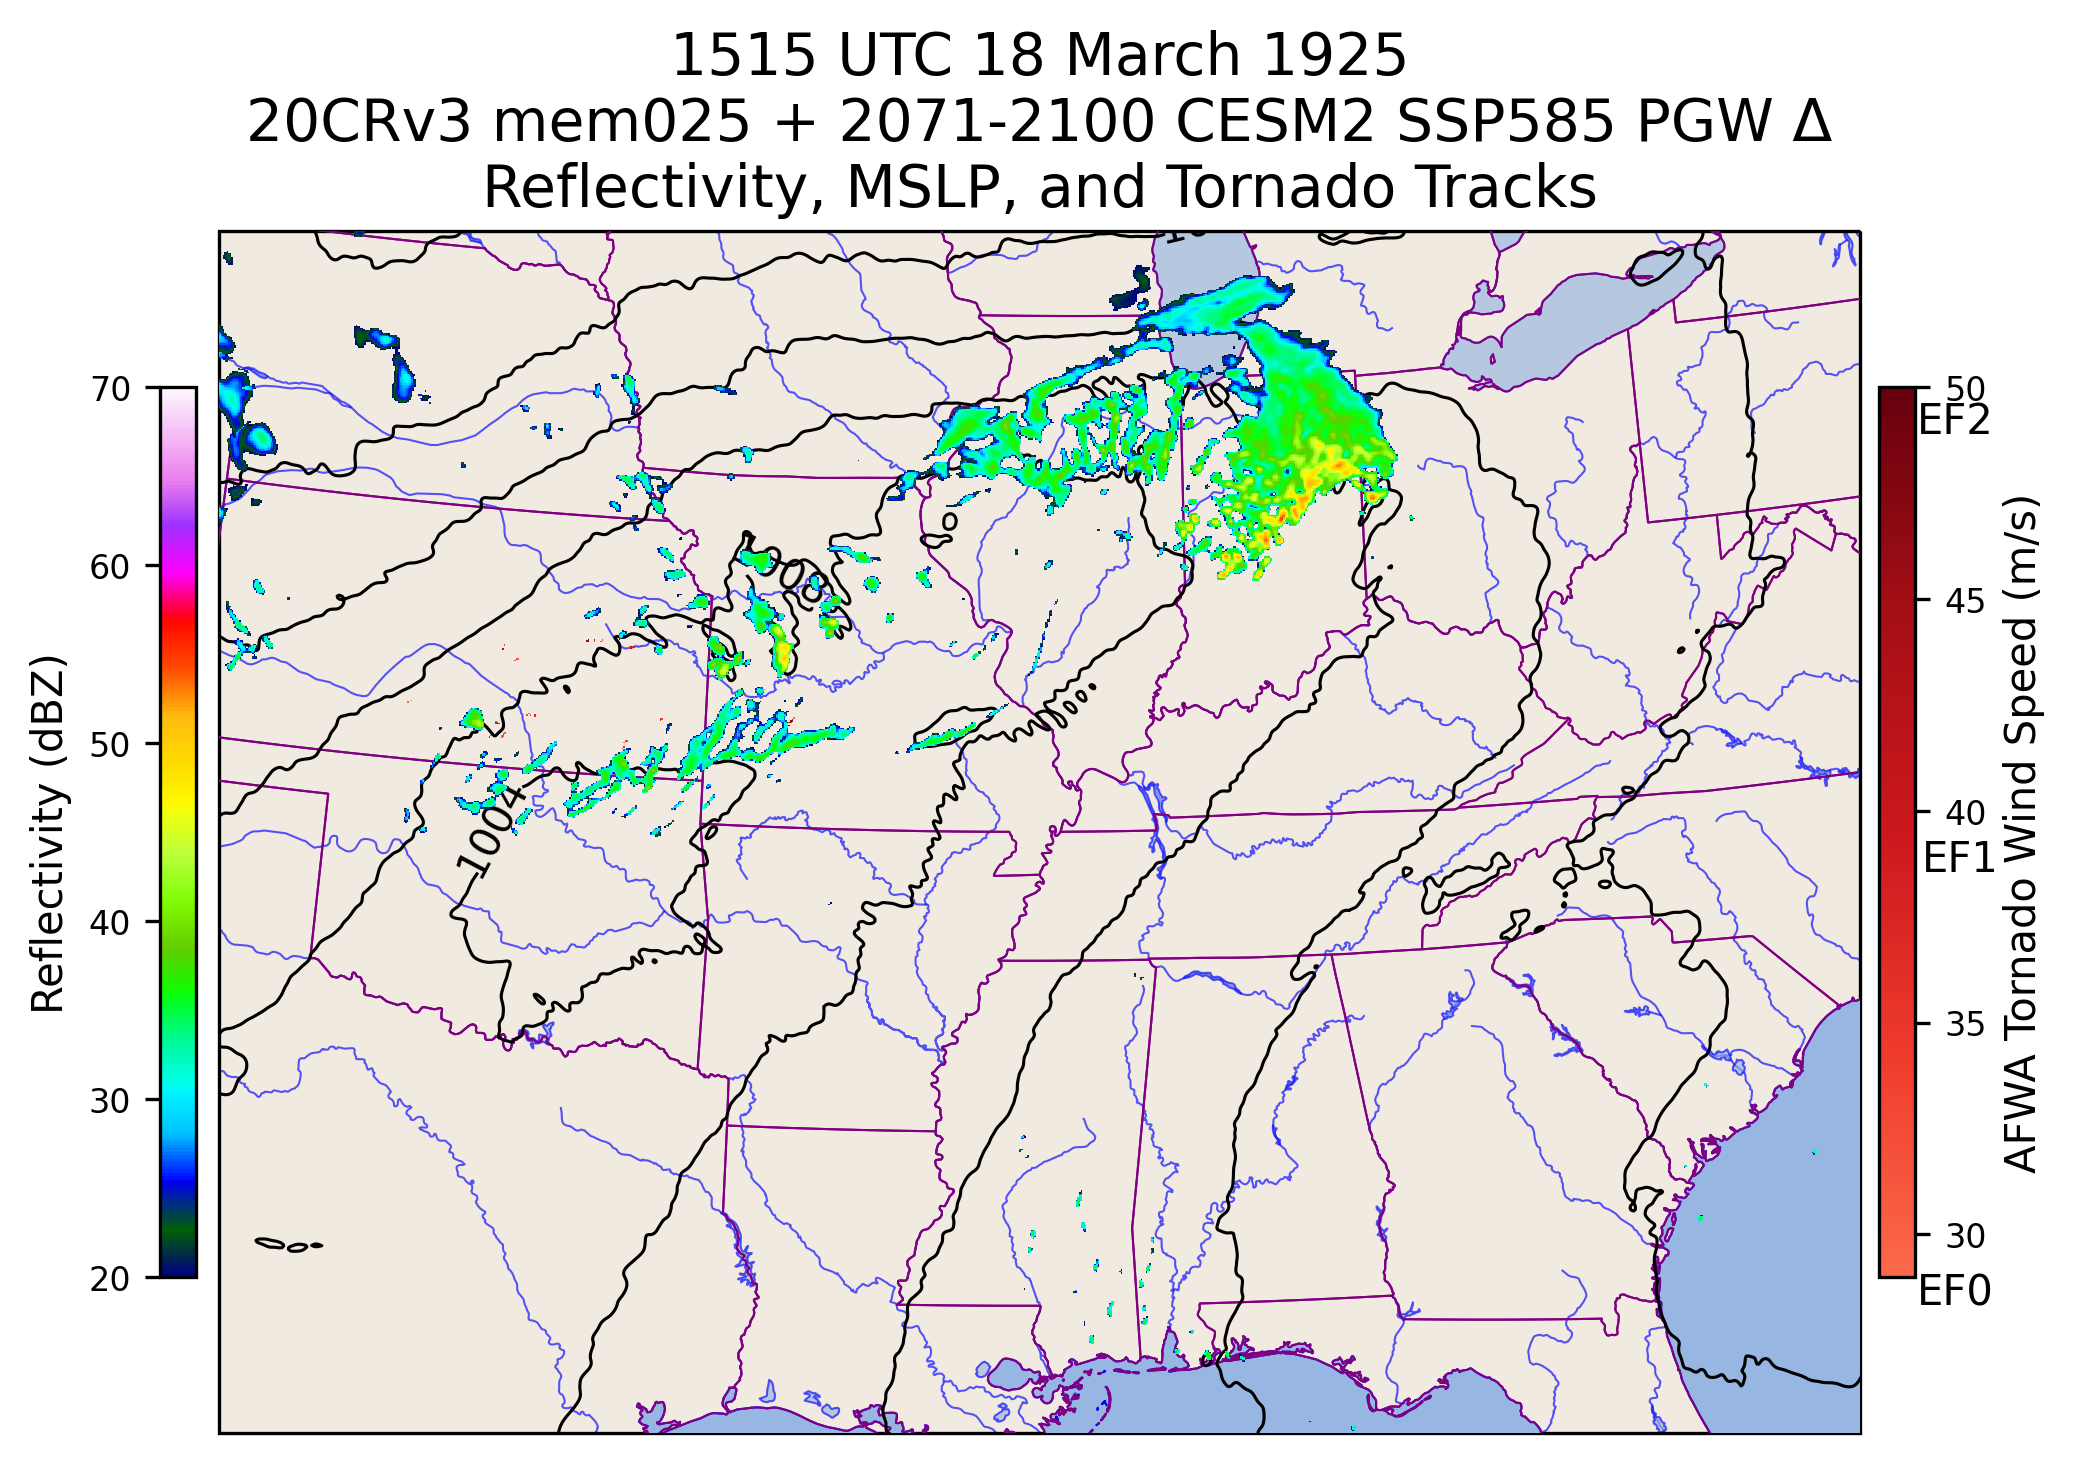 1515 UTC 18 March 1925
20CRv3 mem025 + 2071-2100 CESM2 SSP585 PGW Δ
Reflectivity, MSLP, and Tornado Tracks
Reflectivity (dBZ)
70
60
50
40
30
20
1008
1004
50
EF2
45
40
EF1
35
30
EF0
AFWA Tornado Wind Speed (m/s)